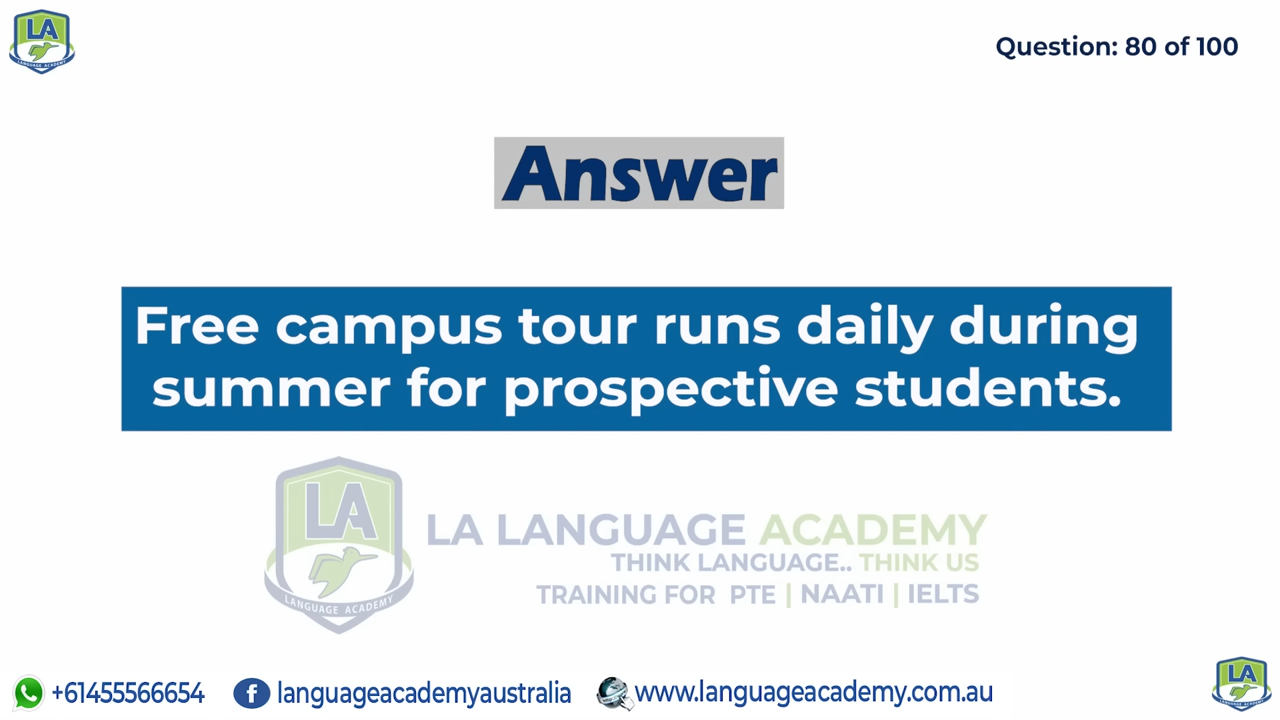 LA
LANGUAGE ACADEMY
Question: 80 of 100
Answer
Free campus tour runs daily during
summer for prospective students.
LA
LANGUAGE ACADEMY
LA LANGUAGE ACADEMY
THINK LANGUAGE.. THINK US
TRAINING FOR PTE | NAATI | IELTS
+61455566654
languageacademyaustralia
www.languageacademy.com.au
LA
LANGUAGE ACADEMY